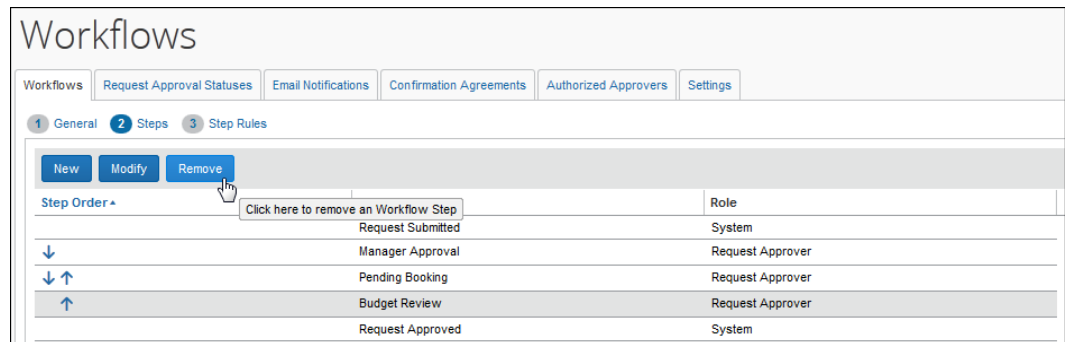 Workflows
Workflows Request Approval Statuses Email Notifications Confirmation Agreements Authorized Approvers Settings
1 General 2 Steps 3 Step Rules
New Modify Remove
Step Order Role
Click here to remove an Workflow Step
Request Submitted System
Manager Approval Request Approver
Pending Booking Request Approver
Budget Review Request Approver
Request Approved System